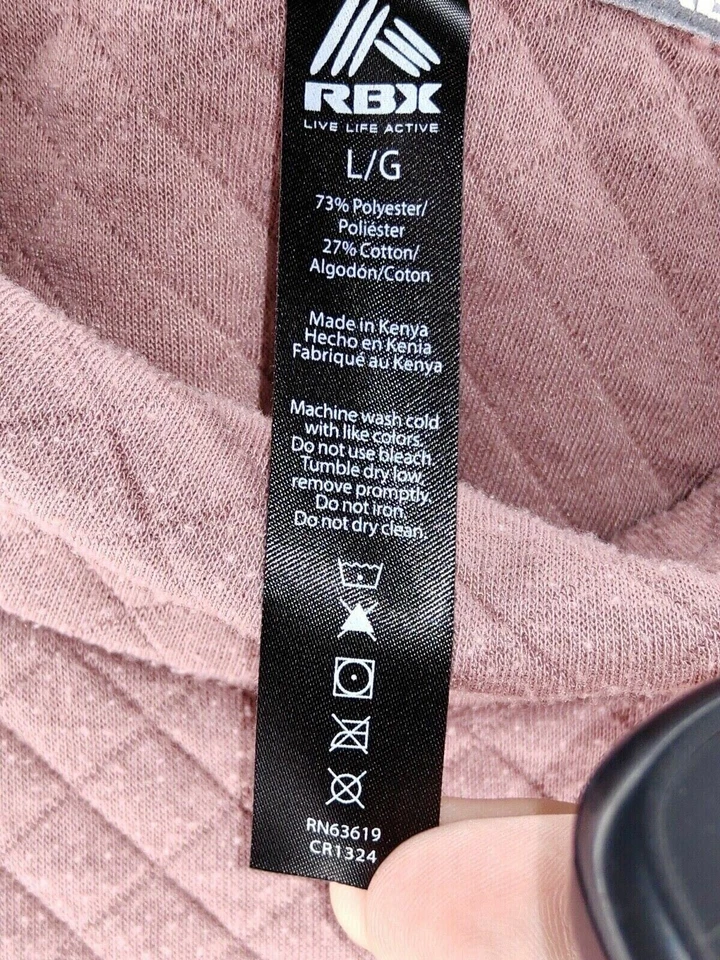 RBX
LIVE LIFE ACTIVE
L/G
73% Polyester/
Poliéster
27% Cotton/
Algodón/Coton
Made in Kenya
Hecho en Kenia
Fabriqué au Kenya
Machine wash cold
with like colors.
Do not use bleach.
Tumble dry low,
remove promptly.
Do not iron.
Do not dry clean.
RN63619
CR1324